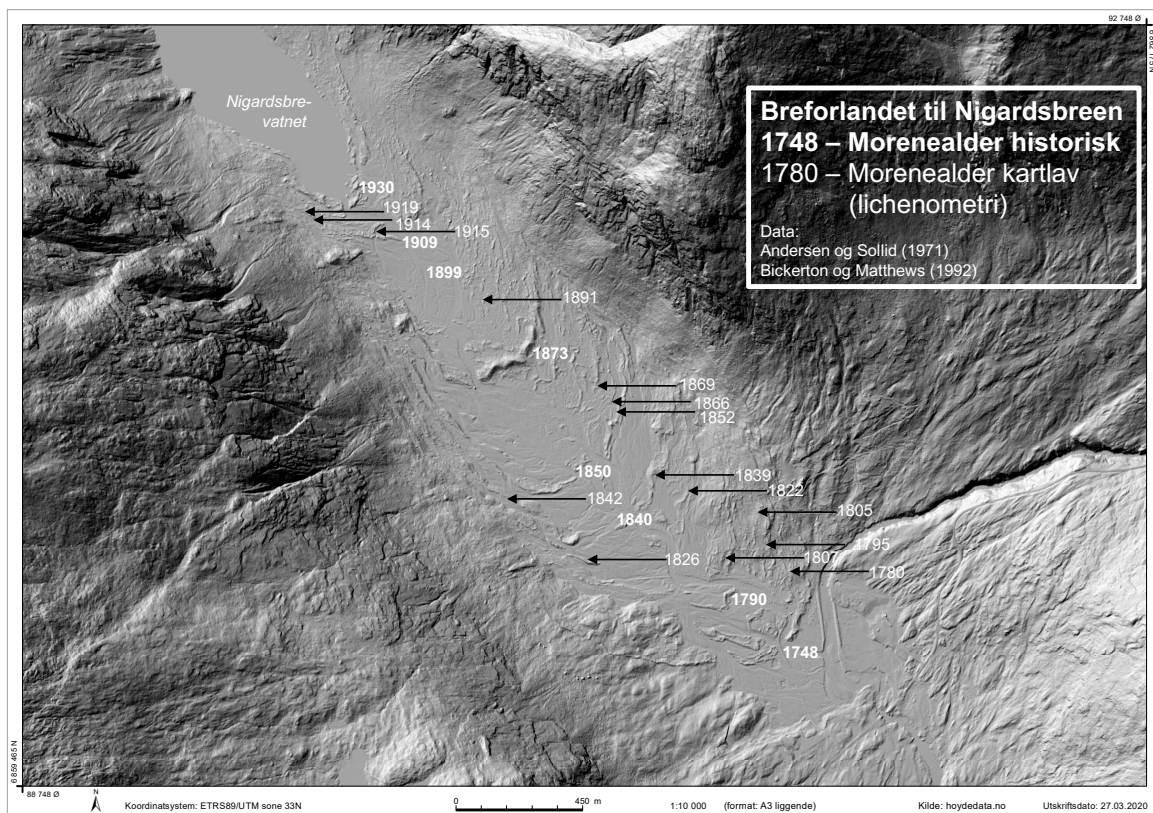 92 748 Ø
Nigardsbre-
vatnet
Breforlandet til Nigardsbreen
1748 – Morenealder historisk
1780 – Morenealder kartlav
(lichenometri)
Data:
Andersen og Sollid (1971)
Bickerton og Matthews (1992)
1930
1919
1914
1915
1909
1899
1891
1873
1869
1866
1852
1850
1839
1822
1842
1805
1840
1795
1826
1807
1780
1790
1748
6 859 465 N
88 748 Ø
N
Koordinatsystem: ETRS89/UTM sone 33N
0
450 m
1:10 000
(format: A3 liggende)
Kilde: hoydedata.no
Utskriftsdato: 27.03.2020